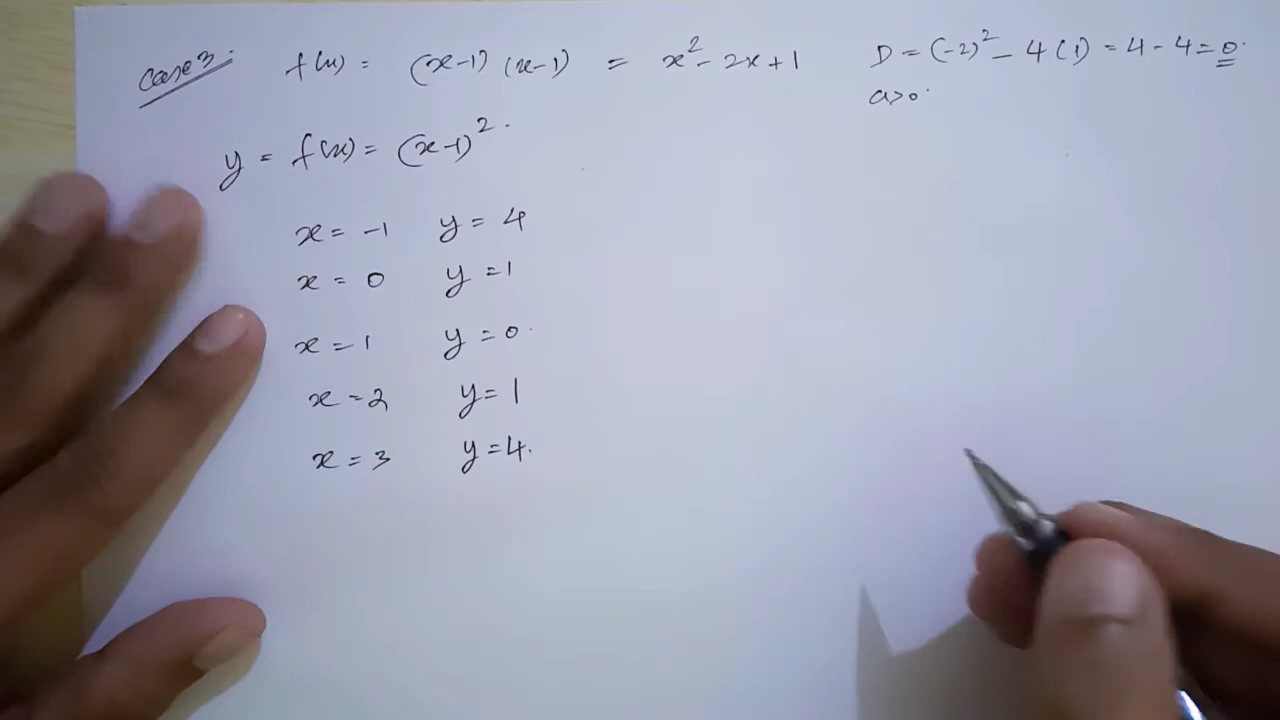 Case 3. f(x) = (x-1) (x-1) = x² - 2x + 1 D = (-2)² - 4(1) = 4 - 4 = 0.
a>0.
y = f(x) = (x-1)².
x = -1 y = 4
x = 0 y = 1
x = 1 y = 0.
x = 2 y = 1
x = 3 y = 4.